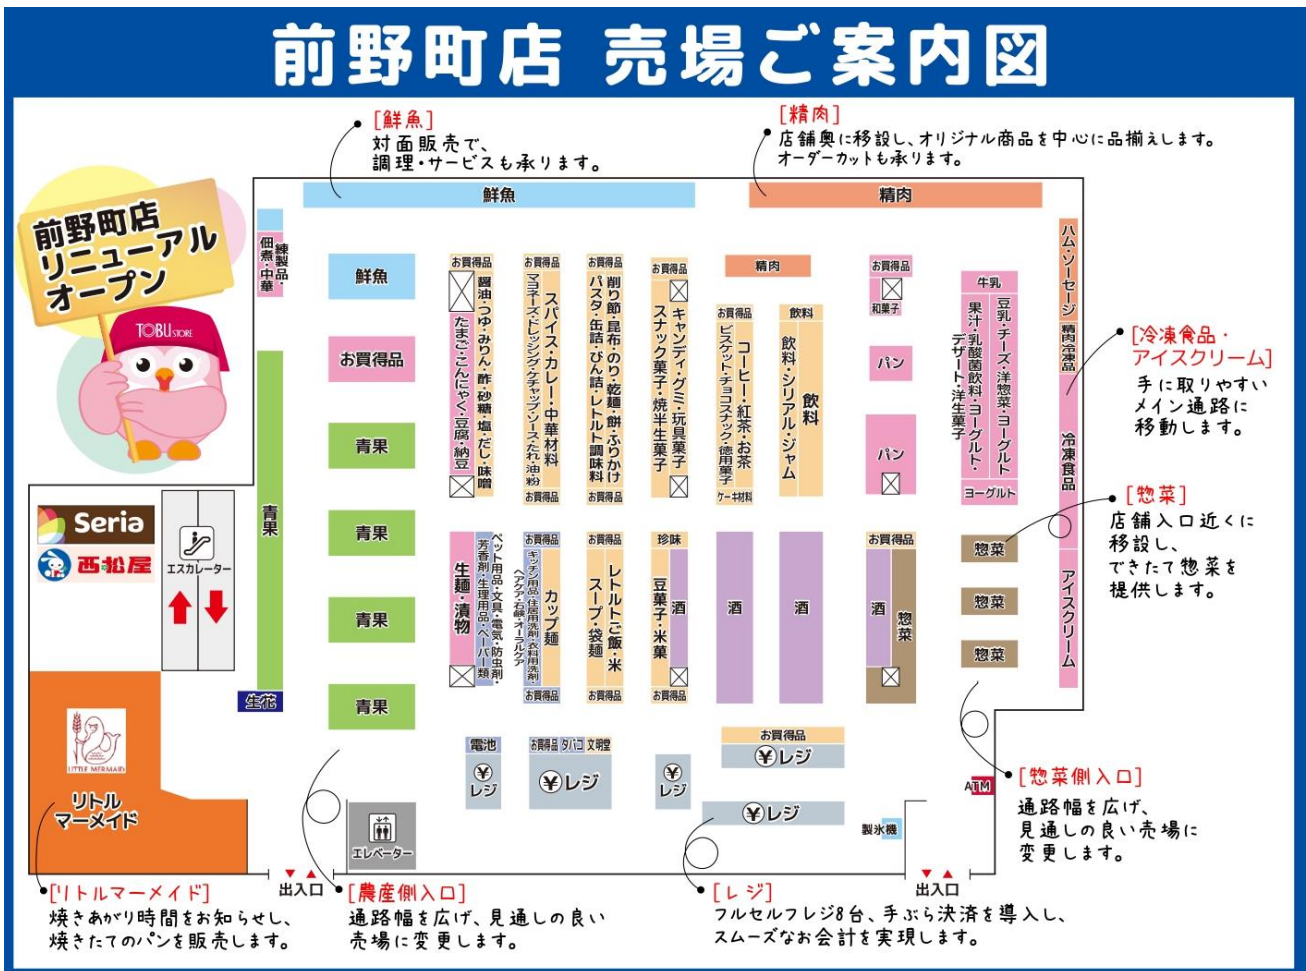 前野町店 売場ご案内図
[鮮魚]
対面販売で、
調理・サービスも承ります。
[精肉]
店舗奥に移設し、オリジナル商品を中心に品揃えします。
オーダーカットも承ります。
前野町店
リニューアル
オープン
TOBU STORE
鮮魚
精肉
練製品・
佃煮・中華
鮮魚
お買得品
青果
青果
青果
青果
青果
生花
お買得品
醤油・つゆ・みりん・酢・砂糖・塩・だし・味噌
たまご・こんにゃく・豆腐・納豆
お買得品
スパイス・カレー・中華材料
マヨネーズ・ドレッシング・ケチャップ・ソース・たれ・油・粉
お買得品
お買得品
削り節・昆布・のり・乾麺・餅・ふりかけ
パスタ・缶詰・びん詰・レトルト調味料
お買得品
お買得品
キャンディ・グミ・玩具菓子
スナック菓子・焼半生菓子
精肉
お買得品
コーヒー・紅茶・お茶
ビスケット・チョコスナック・徳用菓子
ケーキ材料
飲料
飲料
飲料・シリアル・ジャム
お買得品
和菓子
パン
パン
牛乳
豆乳・チーズ・洋惣菜・ヨーグルト
果汁・乳酸菌飲料・ヨーグルト・
デザート・洋生菓子
ヨーグルト
ハム・ソーセージ
精肉冷凍品
冷凍食品
アイスクリーム
[冷凍食品・
アイスクリーム]
手に取りやすい
メイン通路に
移動します。
[惣菜]
店舗入口近くに
移設し、
できたて惣菜を
提供します。
Seria
西松屋
エスカレーター
生麺・漬物
ペット用品・文具・電気・防虫剤・
芳香剤・生理用品・ペーパー類
お買得品
カップ麺
キッチン用品・住居用洗剤・衣料用洗剤・
ヘアケア・石鹸・オーラルケア
お買得品
お買得品
レトルトご飯・米
スープ・袋麺
お買得品
珍味
酒
豆菓子・米菓
お買得品
酒
酒
お買得品
惣菜
酒
惣菜
惣菜
惣菜
LITTLE MERMAID
リトル
マーメイド
電池
¥
レジ
お買得品 タバコ 文明堂
¥レジ
¥
レジ
お買得品
¥レジ
¥レジ
製氷機
ATM
エレベーター
出入口
出入口
[惣菜側入口]
通路幅を広げ、
見通しの良い売場に
変更します。
[リトルマーメイド]
焼きあがり時間をお知らせし、
焼きたてのパンを販売します。
[農産側入口]
通路幅を広げ、見通しの良い
売場に変更します。
[レジ]
フルセルフレジ8台、手ぶら決済を導入し、
スムーズなお会計を実現します。